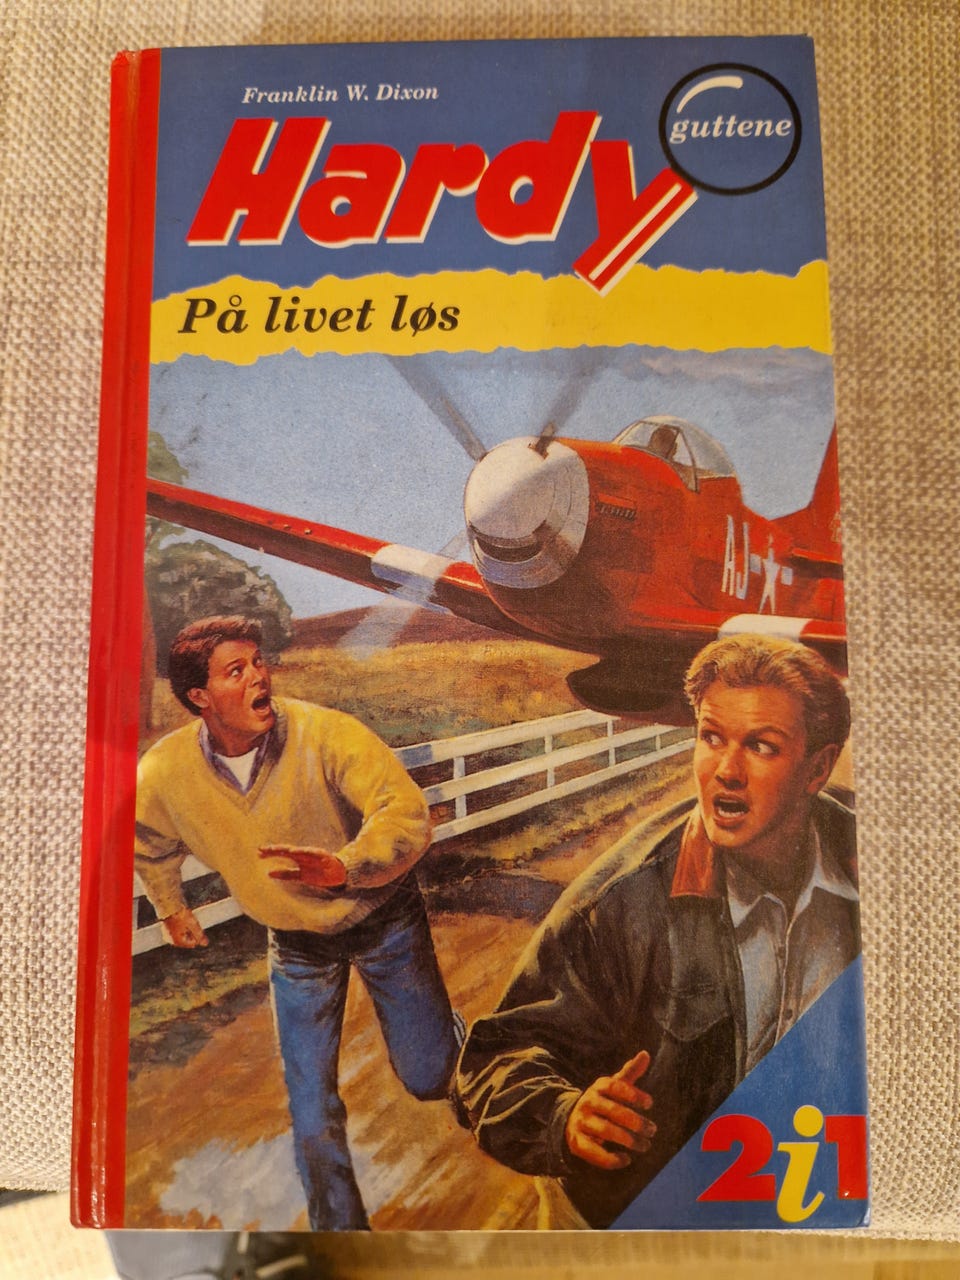 Franklin W. Dixon
Hardy
guttene
På livet løs
AJ
2i1